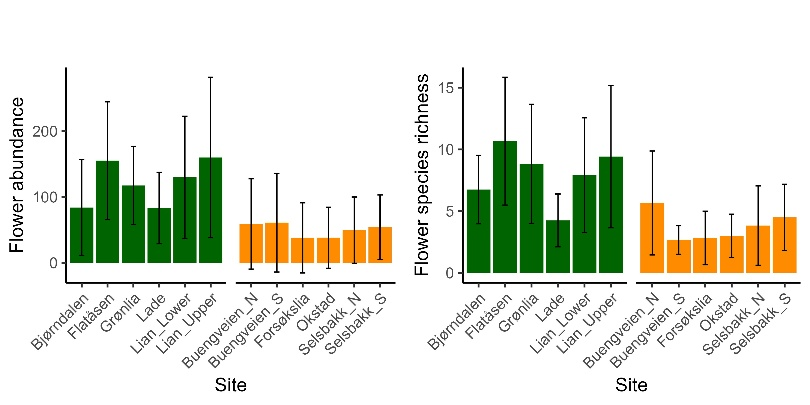 Flower abundance
200
100
0
Bjørndalen
Flatåsen
Grønlia
Lade
Lian_Lower
Lian_Upper
Buengveien_N
Buengveien_S
Forsøkslia
Okstad
Selsbakk_N
Selsbakk_S
Site
Flower species richness
15
10
5
0
Bjørndalen
Flatåsen
Grønlia
Lade
Lian_Lower
Lian_Upper
Buengveien_N
Buengveien_S
Forsøkslia
Okstad
Selsbakk_N
Selsbakk_S
Site